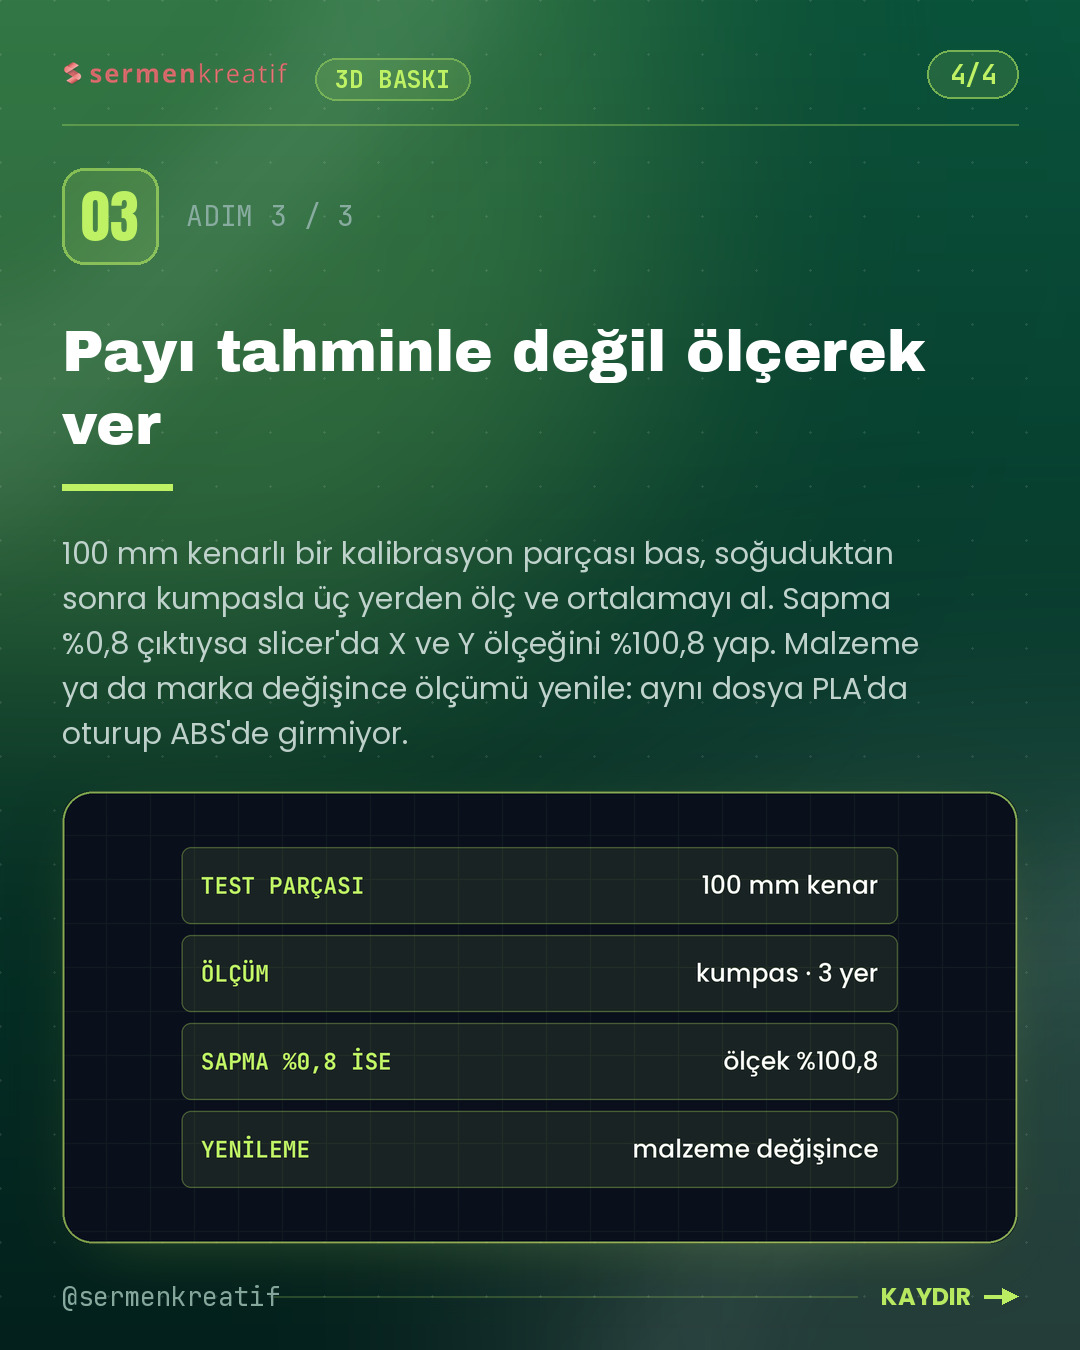 sermenkreatif
3D BASKI
4/4
03
ADIM 3 / 3
Payı tahminle değil ölçerek
ver
100 mm kenarlı bir kalibrasyon parçası bas, soğuduktan
sonra kumpasla üç yerden ölç ve ortalamayı al. Sapma
%0,8 çıktıysa slicer'da X ve Y ölçeğini %100,8 yap. Malzeme
ya da marka değişince ölçümü yenile: aynı dosya PLA'da
oturup ABS'de girmiyor.
TEST PARÇASI
100 mm kenar
ÖLÇÜM
kumpas · 3 yer
SAPMA %0,8 İSE
ölçek %100,8
YENİLEME
malzeme değişince
@sermenkreatif
KAYDIR